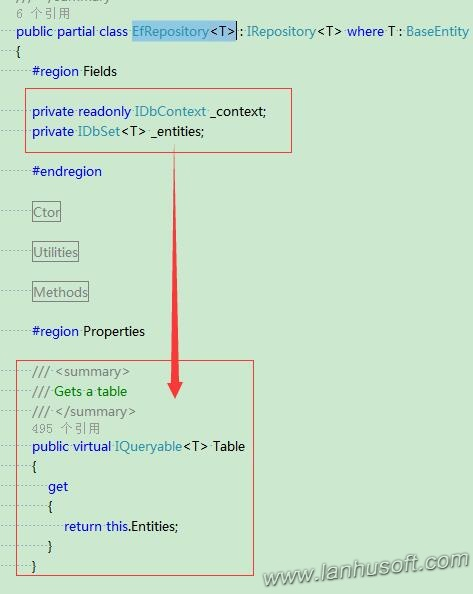 /// </summary>
6 个引用
public partial class EfRepository<T> : IRepository<T> where T : BaseEntity
{
#region Fields
private readonly IDbContext _context;
private IDbSet<T> _entities;
#endregion
Ctor
Utilities
Methods
#region Properties
/// <summary>
/// Gets a table
/// </summary>
495 个引用
public virtual IQueryable<T> Table
{
get
{
return this.Entities;
}
}
www.lanhusoft.com